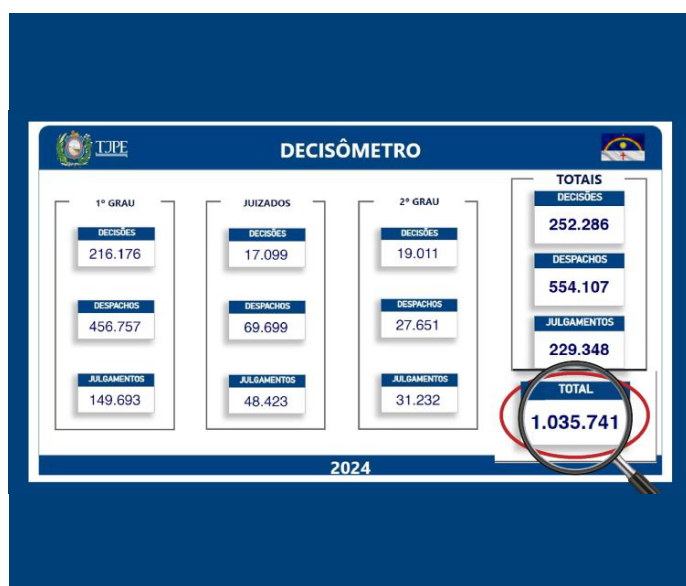 TJPE
DECISÔMETRO
1º GRAU
DECISÕES
216.176
DESPACHOS
456.757
JULGAMENTOS
149.693
JUIZADOS
DECISÕES
17.099
DESPACHOS
69.699
JULGAMENTOS
48.423
2º GRAU
DECISÕES
19.011
DESPACHOS
27.651
JULGAMENTOS
31.232
TOTAIS
DECISÕES
252.286
DESPACHOS
554.107
JULGAMENTOS
229.348
TOTAL
1.035.741
2024